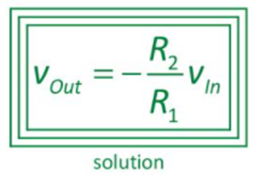 v_Out = − R_2/R_1 v_In
solution